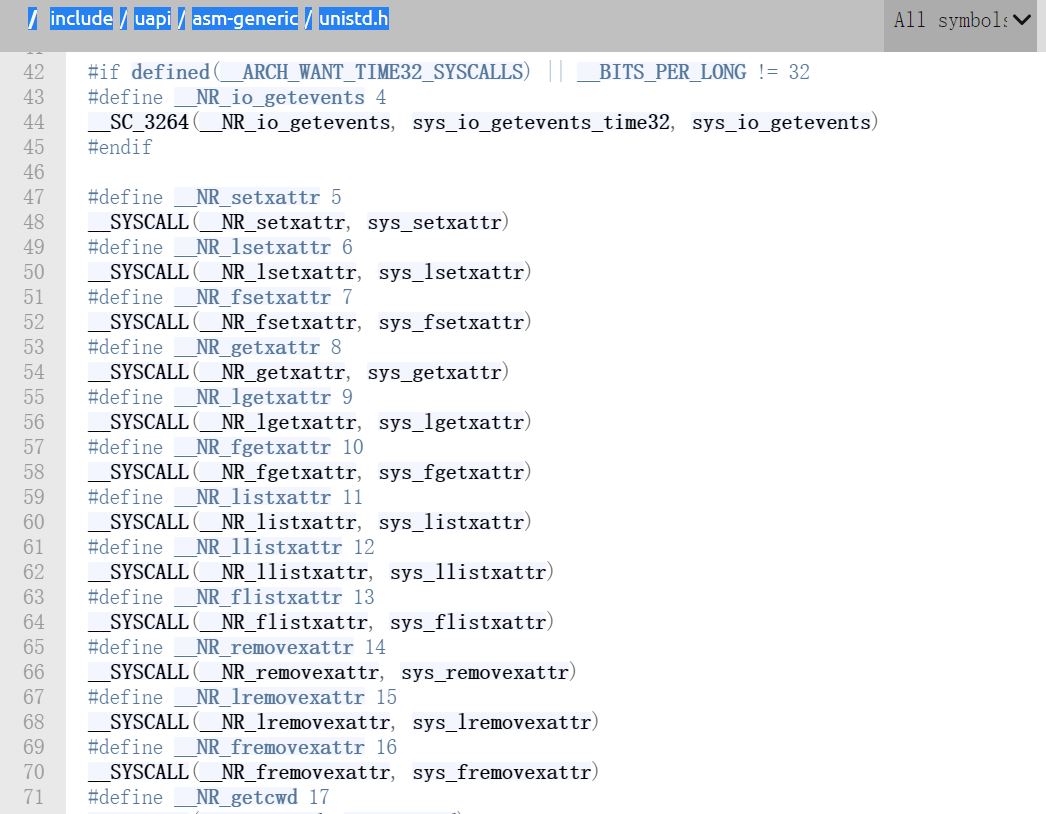 / include / uapi / asm-generic / unistd.h
All symbols
42 #if defined(__ARCH_WANT_TIME32_SYSCALLS) || __BITS_PER_LONG != 32
43 #define __NR_io_getevents 4
44 __SC_3264(__NR_io_getevents, sys_io_getevents_time32, sys_io_getevents)
45 #endif
46
47 #define __NR_setxattr 5
48 __SYSCALL(__NR_setxattr, sys_setxattr)
49 #define __NR_lsetxattr 6
50 __SYSCALL(__NR_lsetxattr, sys_lsetxattr)
51 #define __NR_fsetxattr 7
52 __SYSCALL(__NR_fsetxattr, sys_fsetxattr)
53 #define __NR_getxattr 8
54 __SYSCALL(__NR_getxattr, sys_getxattr)
55 #define __NR_lgetxattr 9
56 __SYSCALL(__NR_lgetxattr, sys_lgetxattr)
57 #define __NR_fgetxattr 10
58 __SYSCALL(__NR_fgetxattr, sys_fgetxattr)
59 #define __NR_listxattr 11
60 __SYSCALL(__NR_listxattr, sys_listxattr)
61 #define __NR_llistxattr 12
62 __SYSCALL(__NR_llistxattr, sys_llistxattr)
63 #define __NR_flistxattr 13
64 __SYSCALL(__NR_flistxattr, sys_flistxattr)
65 #define __NR_removexattr 14
66 __SYSCALL(__NR_removexattr, sys_removexattr)
67 #define __NR_lremovexattr 15
68 __SYSCALL(__NR_lremovexattr, sys_lremovexattr)
69 #define __NR_fremovexattr 16
70 __SYSCALL(__NR_fremovexattr, sys_fremovexattr)
71 #define __NR_getcwd 17